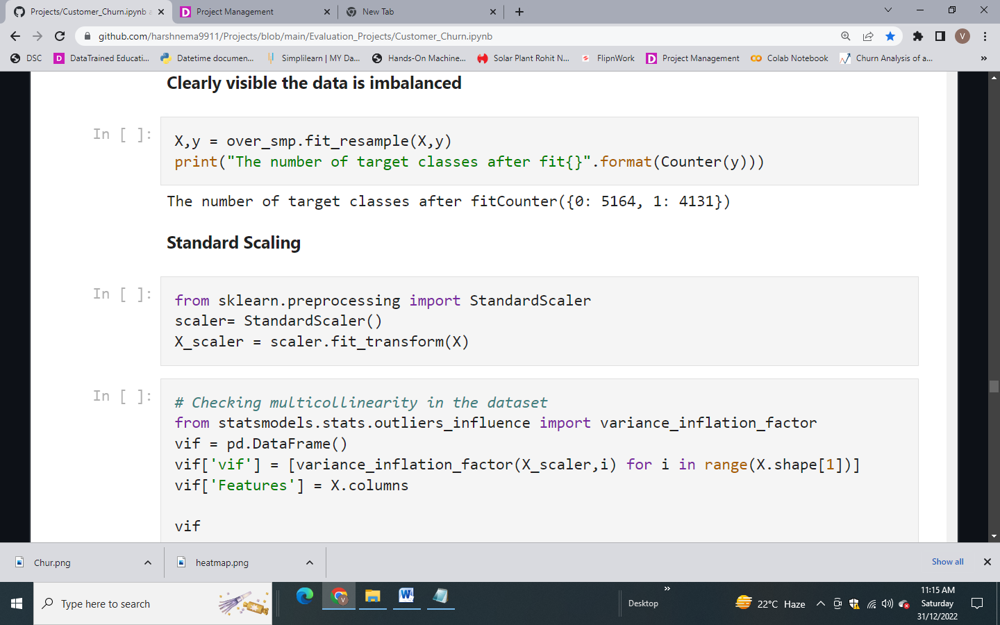 Projects/Customer_Churn.ipynb a
Project Management
New Tab
github.com/harshnema9911/Projects/blob/main/Evaluation_Projects/Customer_Churn.ipynb
V
DSC
DataTrained Educati...
Datetime documen...
Simplilearn | MY Da...
Hands-On Machine...
Solar Plant Rohit N...
FlipnWork
Project Management
Colab Notebook
Churn Analysis of a...
»
Clearly visible the data is imbalanced
In [ ]:
X,y = over_smp.fit_resample(X,y)
print("The number of target classes after fit{}".format(Counter(y)))
The number of target classes after fitCounter({0: 5164, 1: 4131})
Standard Scaling
In [ ]:
from sklearn.preprocessing import StandardScaler
scaler= StandardScaler()
X_scaler = scaler.fit_transform(X)
In [ ]:
# Checking multicollinearity in the dataset
from statsmodels.stats.outliers_influence import variance_inflation_factor
vif = pd.DataFrame()
vif['vif'] = [variance_inflation_factor(X_scaler,i) for i in range(X.shape[1])]
vif['Features'] = X.columns
vif
Chur.png
heatmap.png
Show all
Type here to search
Desktop
»
22°C Haze
11:15 AM
Saturday
31/12/2022